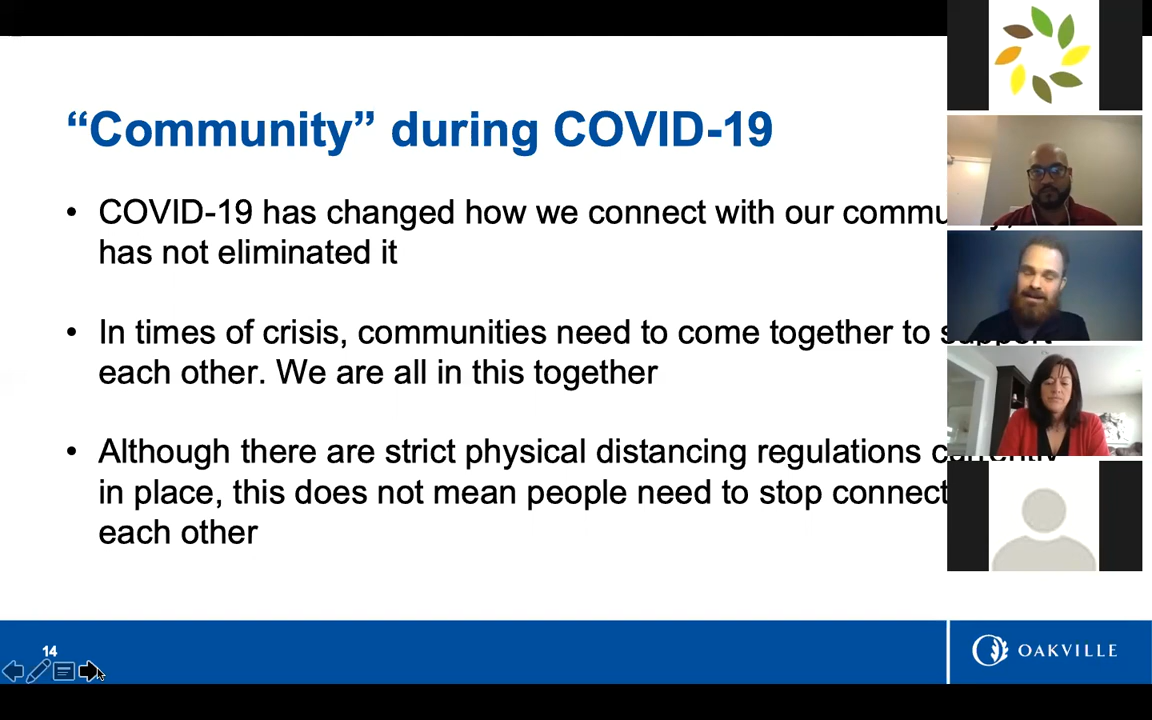 “Community” during COVID-19
• COVID-19 has changed how we connect with our
has not eliminated it
• In times of crisis, communities need to come together to support
each other. We are all in this together
• Although there are strict physical distancing regulations currently
in place, this does not mean people need to stop
each other
14
OAKVILLE